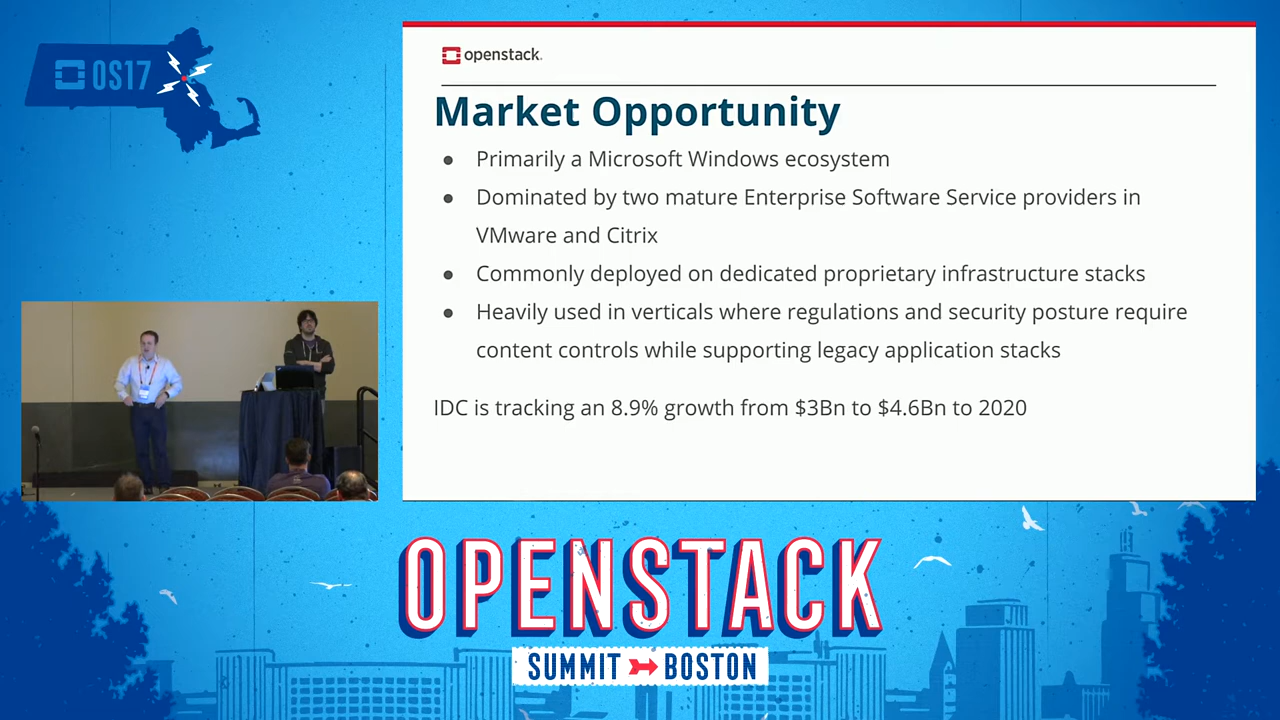 OS17
openstack.
Market Opportunity
● Primarily a Microsoft Windows ecosystem
● Dominated by two mature Enterprise Software Service providers in
VMware and Citrix
● Commonly deployed on dedicated proprietary infrastructure stacks
● Heavily used in verticals where regulations and security posture require
content controls while supporting legacy application stacks
IDC is tracking an 8.9% growth from $3Bn to $4.6Bn to 2020
OPENSTACK
SUMMIT BOSTON